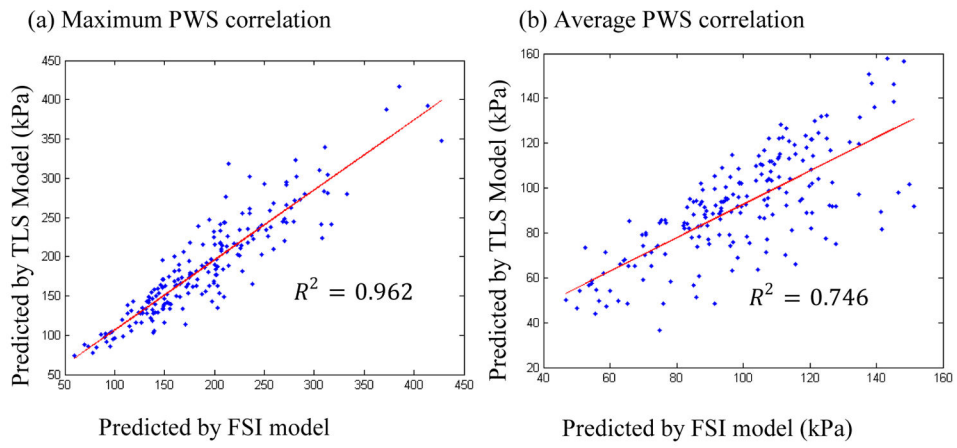 (a) Maximum PWS correlation
Predicted by TLS Model (kPa)
450
400
350
300
250
200
150
100
50
R² = 0.962
50 100 150 200 250 300 350 400 450
Predicted by FSI model
(b) Average PWS correlation
Predicted by TLS Model (kPa)
160
140
120
100
80
60
40
20
R² = 0.746
40 60 80 100 120 140 160
Predicted by FSI model (kPa)